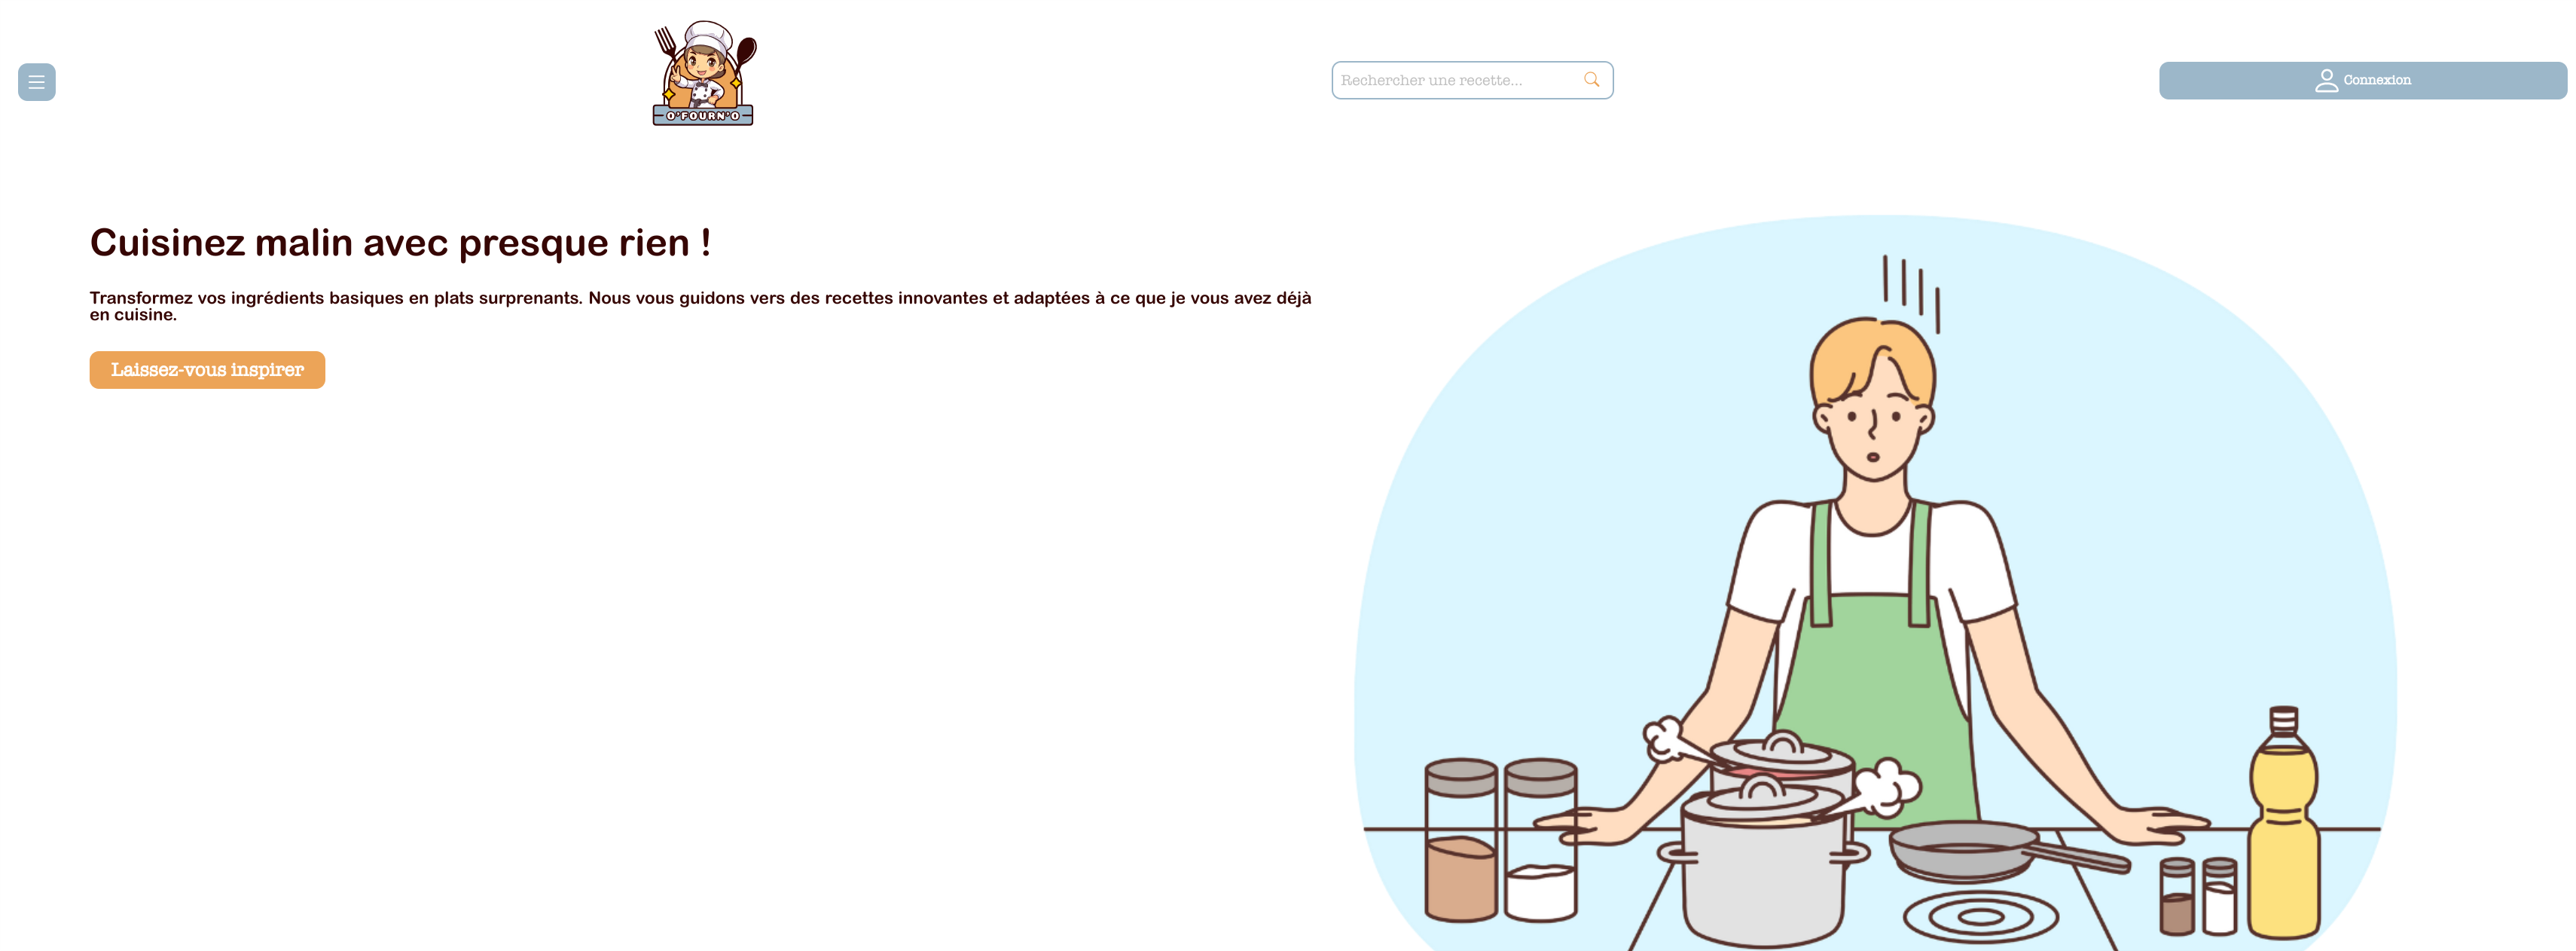 O'FOURN'O
Rechercher une recette...
Connexion
Cuisinez malin avec presque rien !
Transformez vos ingrédients basiques en plats surprenants. Nous vous guidons vers des recettes innovantes et adaptées à ce que je vous avez déjà
en cuisine.
Laissez-vous inspirer